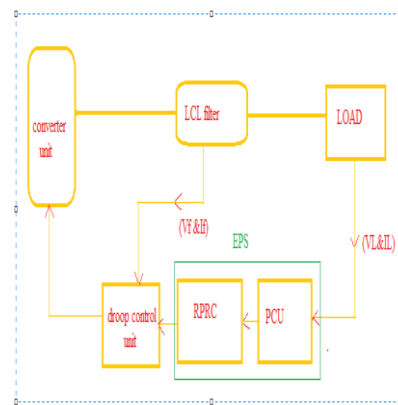 converter
unit
LCL filter
LOAD
(Vf &If)
(VL&IL)
EPS
RPRC
PCU
droop control
unit